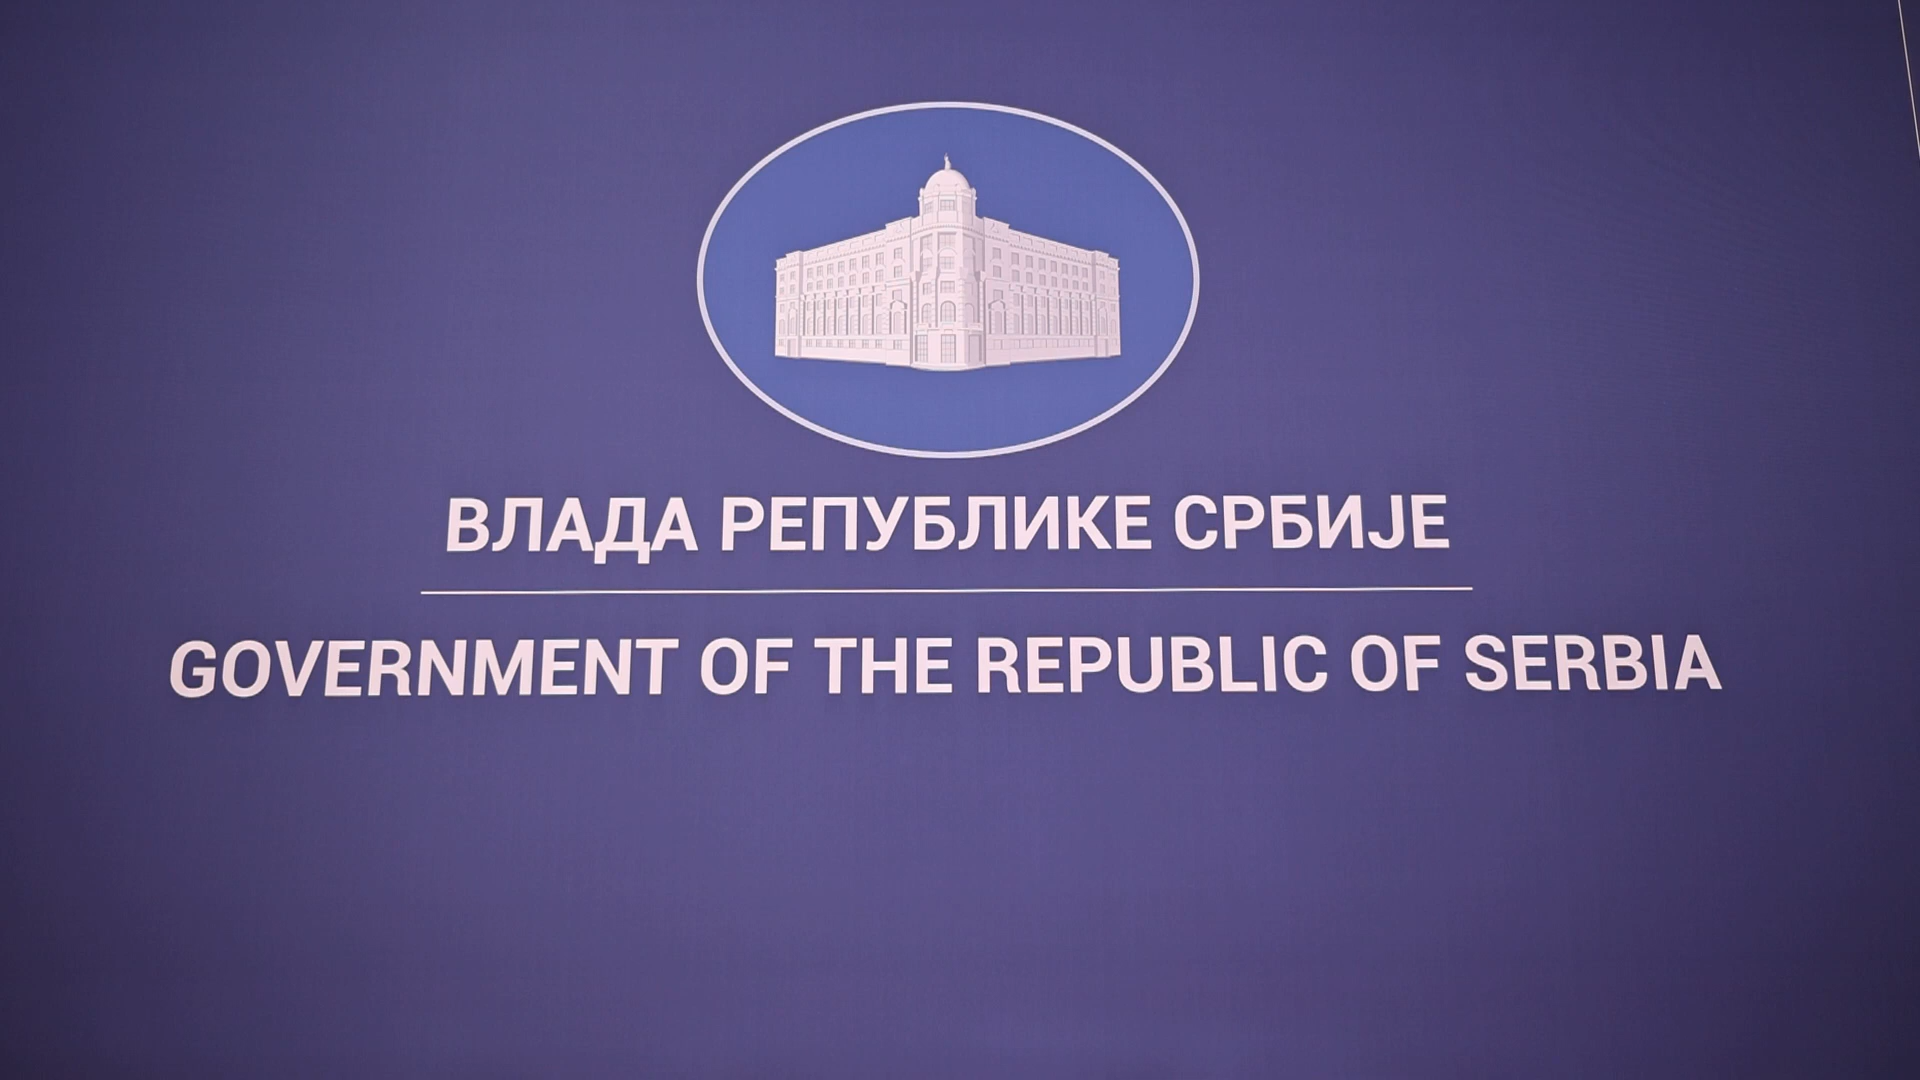 ВЛАДА РЕПУБЛИКЕ СРБИЈЕ
GOVERNMENT OF THE REPUBLIC OF SERBIA